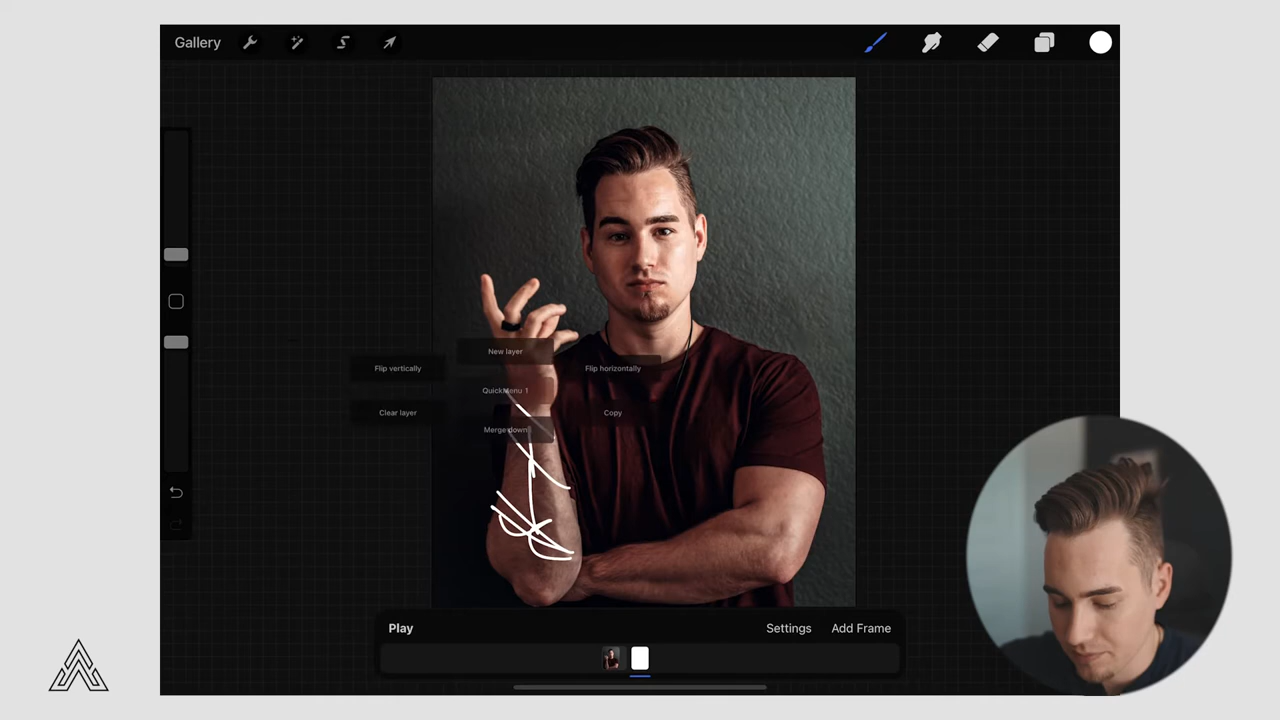 Gallery
New layer
Flip vertically
Flip horizontally
QuickMenu 1
Clear layer
Copy
Merge down
Play
Settings
Add Frame